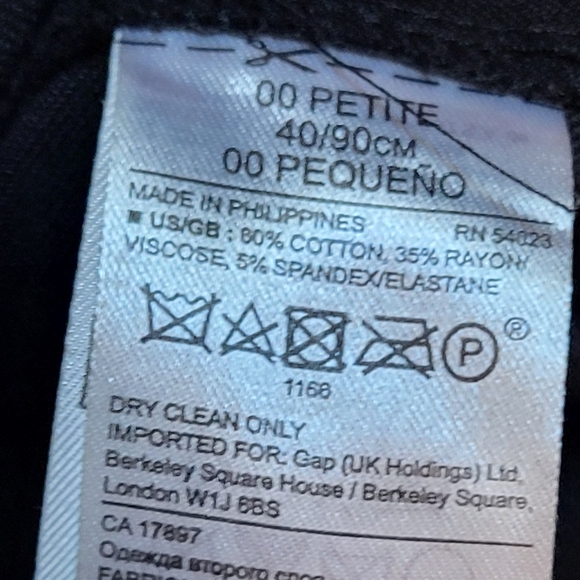 00 PETITE
40/90CM
00 PEQUEÑO
MADE IN PHILIPPINES RN 54023
US/GB : 60% COTTON, 35% RAYON/
VISCOSE, 5% SPANDEX/ELASTANE
P ®
1168
DRY CLEAN ONLY
IMPORTED FOR: Gap (UK Holdings) Ltd,
Berkeley Square House / Berkeley Square,
London W1J 6BS
CA 17897
Одежда второго слоя